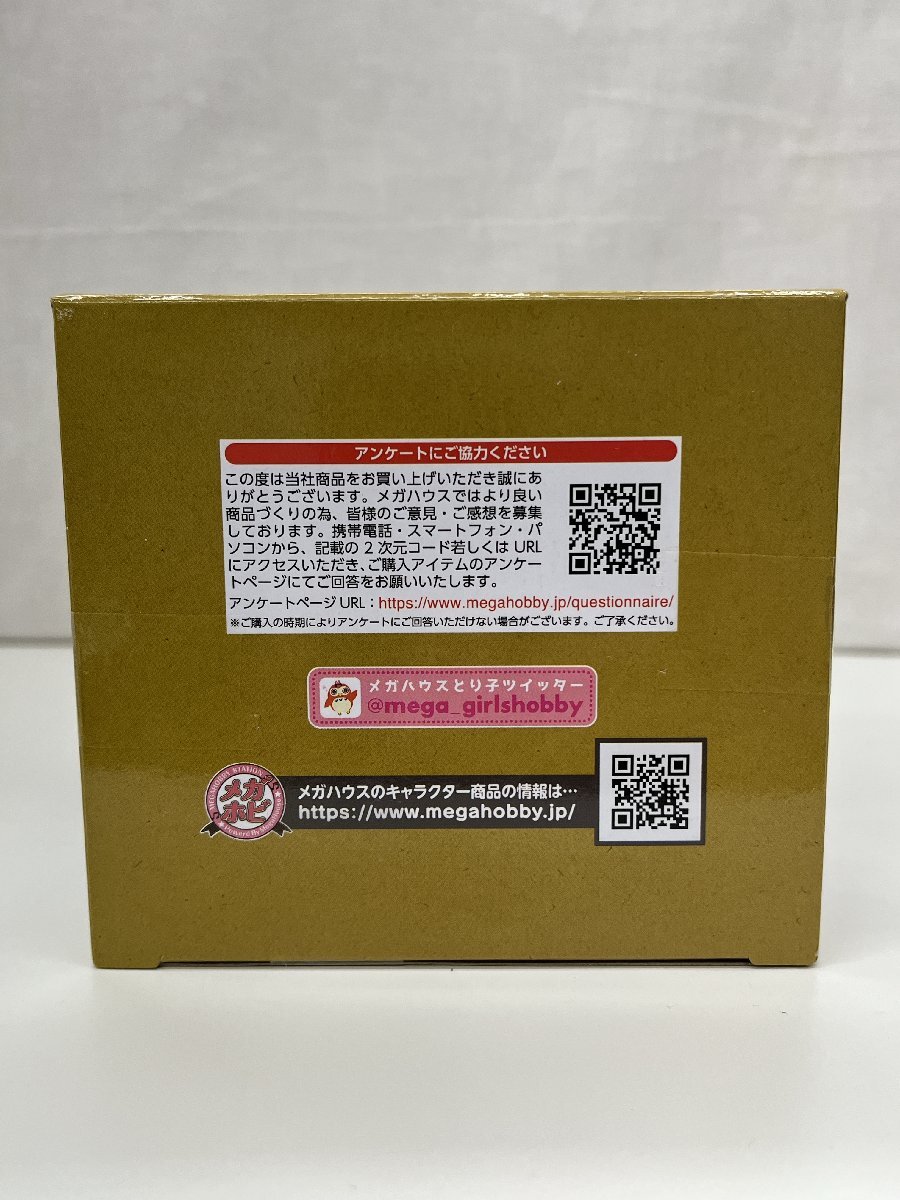 アンケートにご協力ください
この度は当社商品をお買い上げいただき誠にあ
りがとうございます。メガハウスではより良い
商品づくりの為、皆様のご意見・ご感想を募集
しております。携帯電話・スマートフォン・パ
ソコンから、記載の2次元コード若しくはURL
にアクセスいただき、ご購入アイテムのアンケー
トページにてご回答をお願いいたします。
アンケートページURL：https://www.megahobby.jp/questionnaire/
※ご購入の時期によりアンケートにご回答いただけない場合がございます。ご了承ください。
メガハウスとり子ツイッター
@mega_girlshobby
MEGAHOBBY STATION
メガ
ホビ
Powered By
メガハウスのキャラクター商品の情報は…
https://www.megahobby.jp/